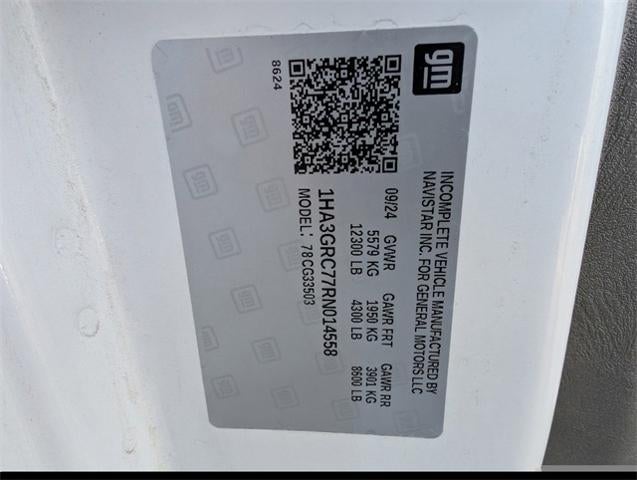 gm
INCOMPLETE VEHICLE MANUFACTURED BY
NAVISTAR INC. FOR GENERAL MOTORS LLC
09/24 GVWR GAWR FRT GAWR RR
5579 KG 1950 KG 3901 KG
12300 LB 4300 LB 8600 LB
1HA3GRC77RN014558
MODEL: 78CG33503
8624